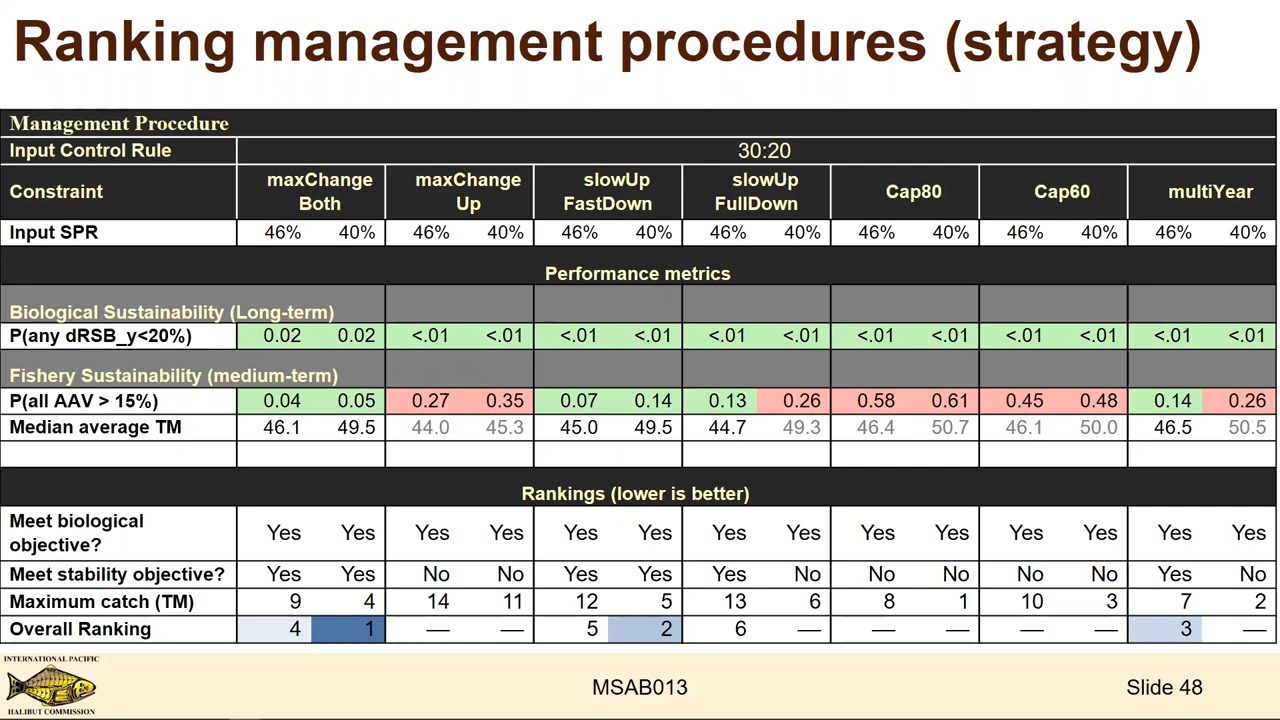 Ranking management procedures (strategy)
Management Procedure
Input Control Rule 30:20
Constraint maxChange Both maxChange Up slowUp FastDown slowUp FullDown Cap80 Cap60 multiYear
Input SPR 46% 40% 46% 40% 46% 40% 46% 40% 46% 40% 46% 40% 46% 40%
Performance metrics
Biological Sustainability (Long-term)
P(any dRSB_y<20%) 0.02 0.02 <.01 <.01 <.01 <.01 <.01 <.01 <.01 <.01 <.01 <.01 <.01 <.01
Fishery Sustainability (medium-term)
P(all AAV > 15%) 0.04 0.05 0.27 0.35 0.07 0.14 0.13 0.26 0.58 0.61 0.45 0.48 0.14 0.26
Median average TM 46.1 49.5 44.0 45.3 45.0 49.5 44.7 49.3 46.4 50.7 46.1 50.0 46.5 50.5
Rankings (lower is better)
Meet biological objective? Yes Yes Yes Yes Yes Yes Yes Yes Yes Yes Yes Yes Yes Yes
Meet stability objective? Yes Yes No No Yes Yes Yes No No No No No Yes No
Maximum catch (TM) 9 4 14 11 12 5 13 6 8 1 10 3 7 2
Overall Ranking 4 1 — — 5 2 6 — — — — — 3 —
INTERNATIONAL PACIFIC
HALIBUT COMMISSION
MSAB013
Slide 48